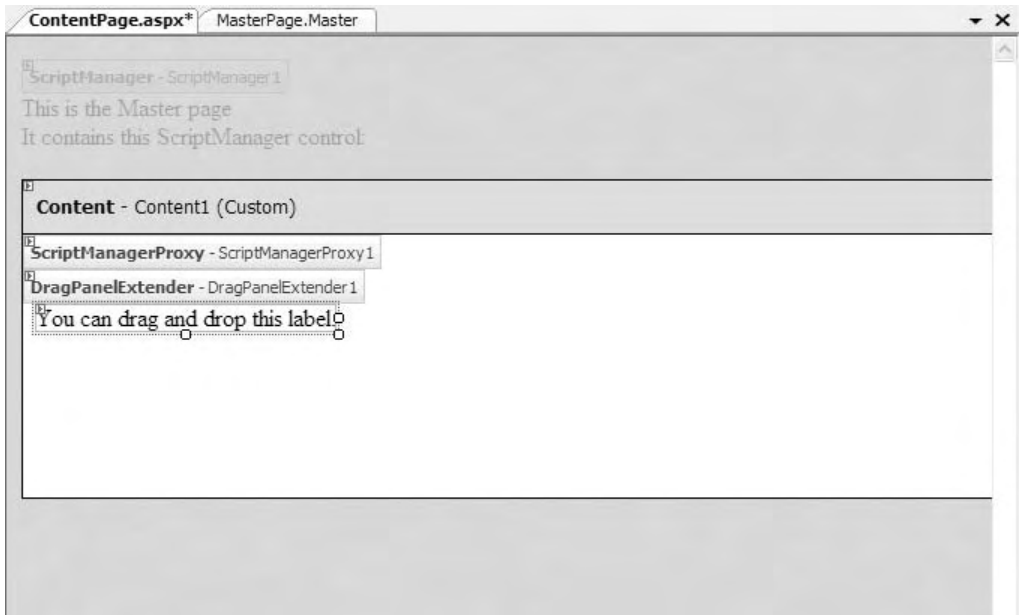 ContentPage.aspx* MasterPage.Master
ScriptManager - ScriptManager1
This is the Master page
It contains this ScriptManager control:
Content - Content1 (Custom)
ScriptManagerProxy - ScriptManagerProxy1
DragPanelExtender - DragPanelExtender1
You can drag and drop this label.